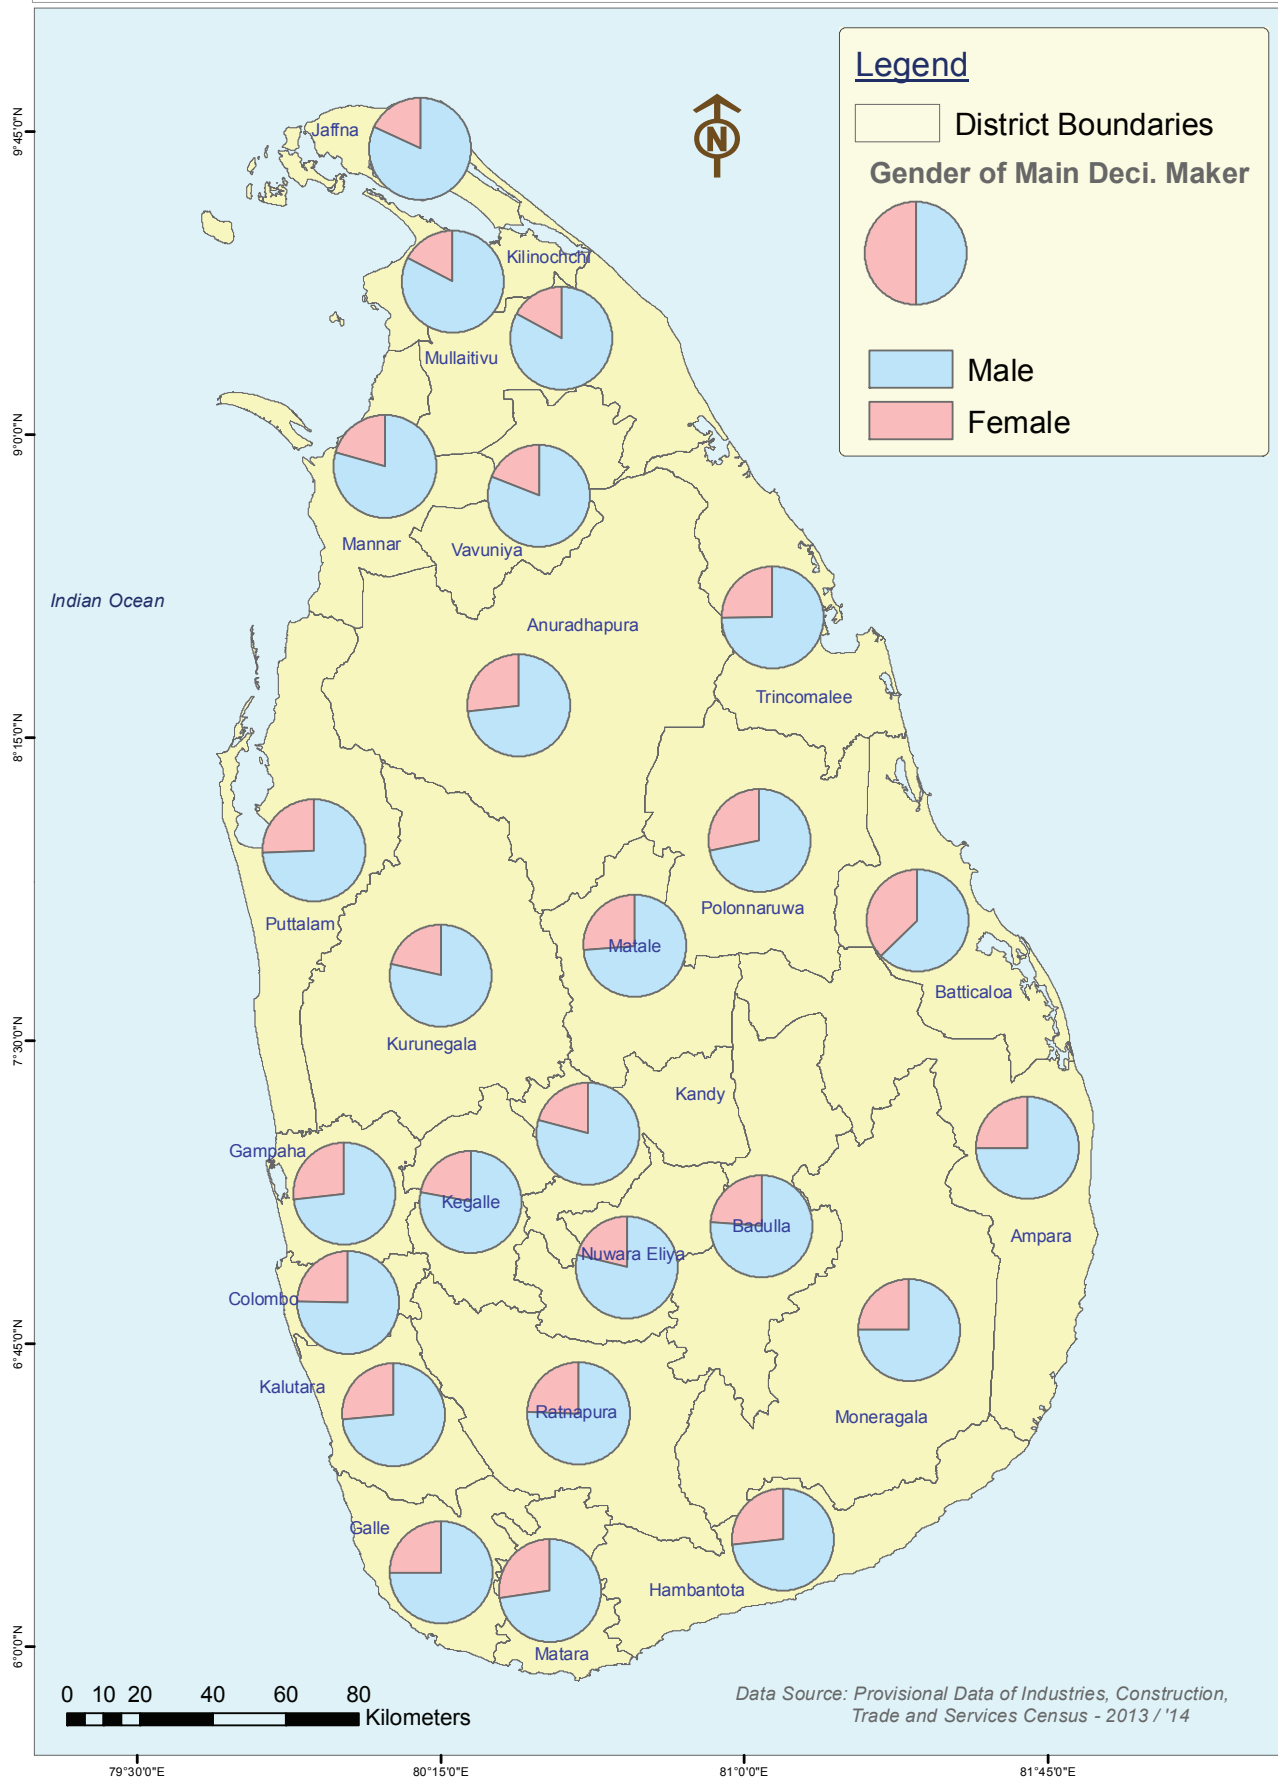 Legend
District Boundaries
Gender of Main Deci. Maker
Male
Female
N
Jaffna
Kilinochchi
Mullaitivu
Mannar
Vavuniya
Indian Ocean
Anuradhapura
Trincomalee
Puttalam
Polonnaruwa
Matale
Batticaloa
Kurunegala
Kandy
Gampaha
Kegalle
Badulla
Ampara
Nuwara Eliya
Colombo
Kalutara
Ratnapura
Moneragala
Galle
Hambantota
Matara
0 10 20 40 60 80
Kilometers
Data Source: Provisional Data of Industries, Construction,
Trade and Services Census - 2013 / '14
9°45'0"N
9°0'0"N
8°15'0"N
7°30'0"N
6°45'0"N
6°0'0"N
79°30'0"E
80°15'0"E
81°0'0"E
81°45'0"E